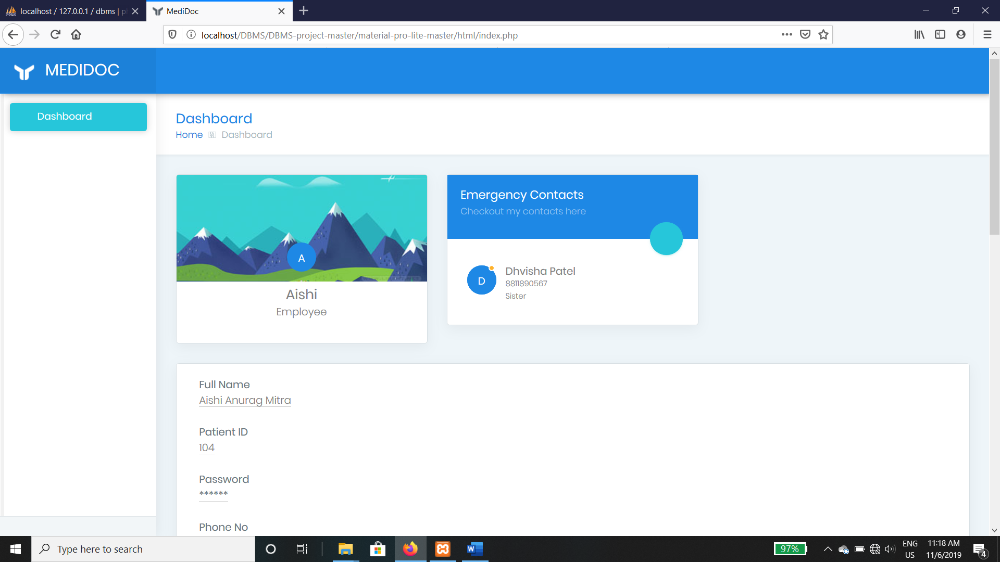 localhost / 127.0.0.1 / dbms | p
MediDoc
localhost/DBMS/DBMS-project-master/material-pro-lite-master/html/index.php
MEDIDOC
Dashboard
Dashboard
Home Dashboard
A
Aishi
Employee
Emergency Contacts
Checkout my contacts here
D
Dhvisha Patel
8811890567
Sister
Full Name
Aishi Anurag Mitra
Patient ID
104
Password
******
Phone No
Type here to search
97%
ENG
US
11:18 AM
11/6/2019
4